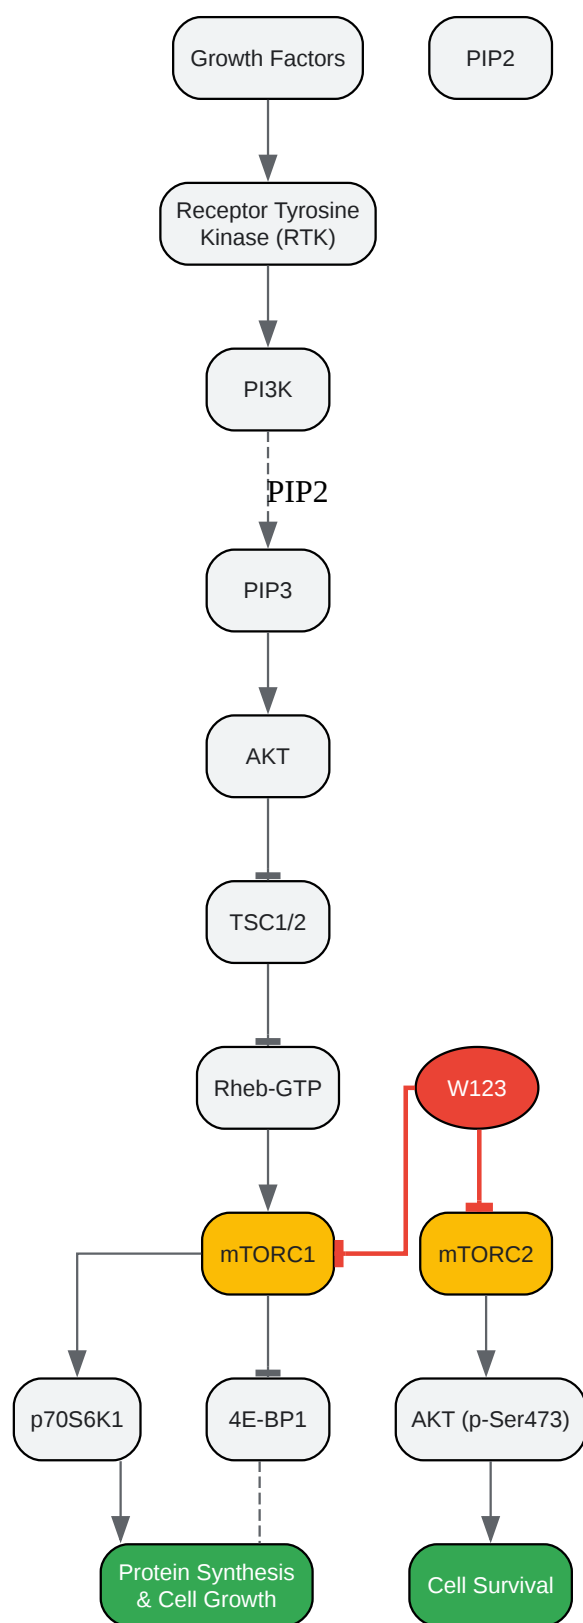 Growth Factors
PIP2
Receptor Tyrosine
Kinase (RTK)
PI3K
PIP2
PIP3
AKT
TSC1/2
Rheb-GTP
W123
mTORC1
mTORC2
p70S6K1
4E-BP1
AKT (p-Ser473)
Protein Synthesis
& Cell Growth
Cell Survival